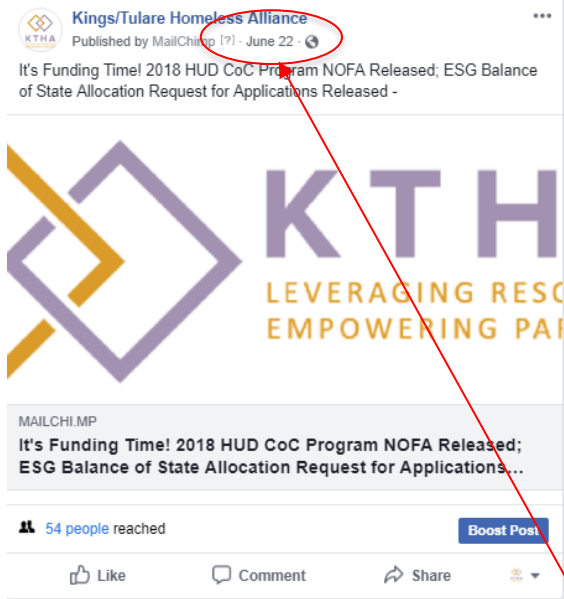 Kings/Tulare Homeless Alliance
Published by MailChimp [?] · June 22 ·
It's Funding Time! 2018 HUD CoC Program NOFA Released; ESG Balance
of State Allocation Request for Applications Released -
KTHA
KTH
LEVERAGING RESO
EMPOWERING PAR
MAILCHI.MP
It's Funding Time! 2018 HUD CoC Program NOFA Released;
ESG Balance of State Allocation Request for Applications...
54 people reached
Boost Post
Like Comment Share